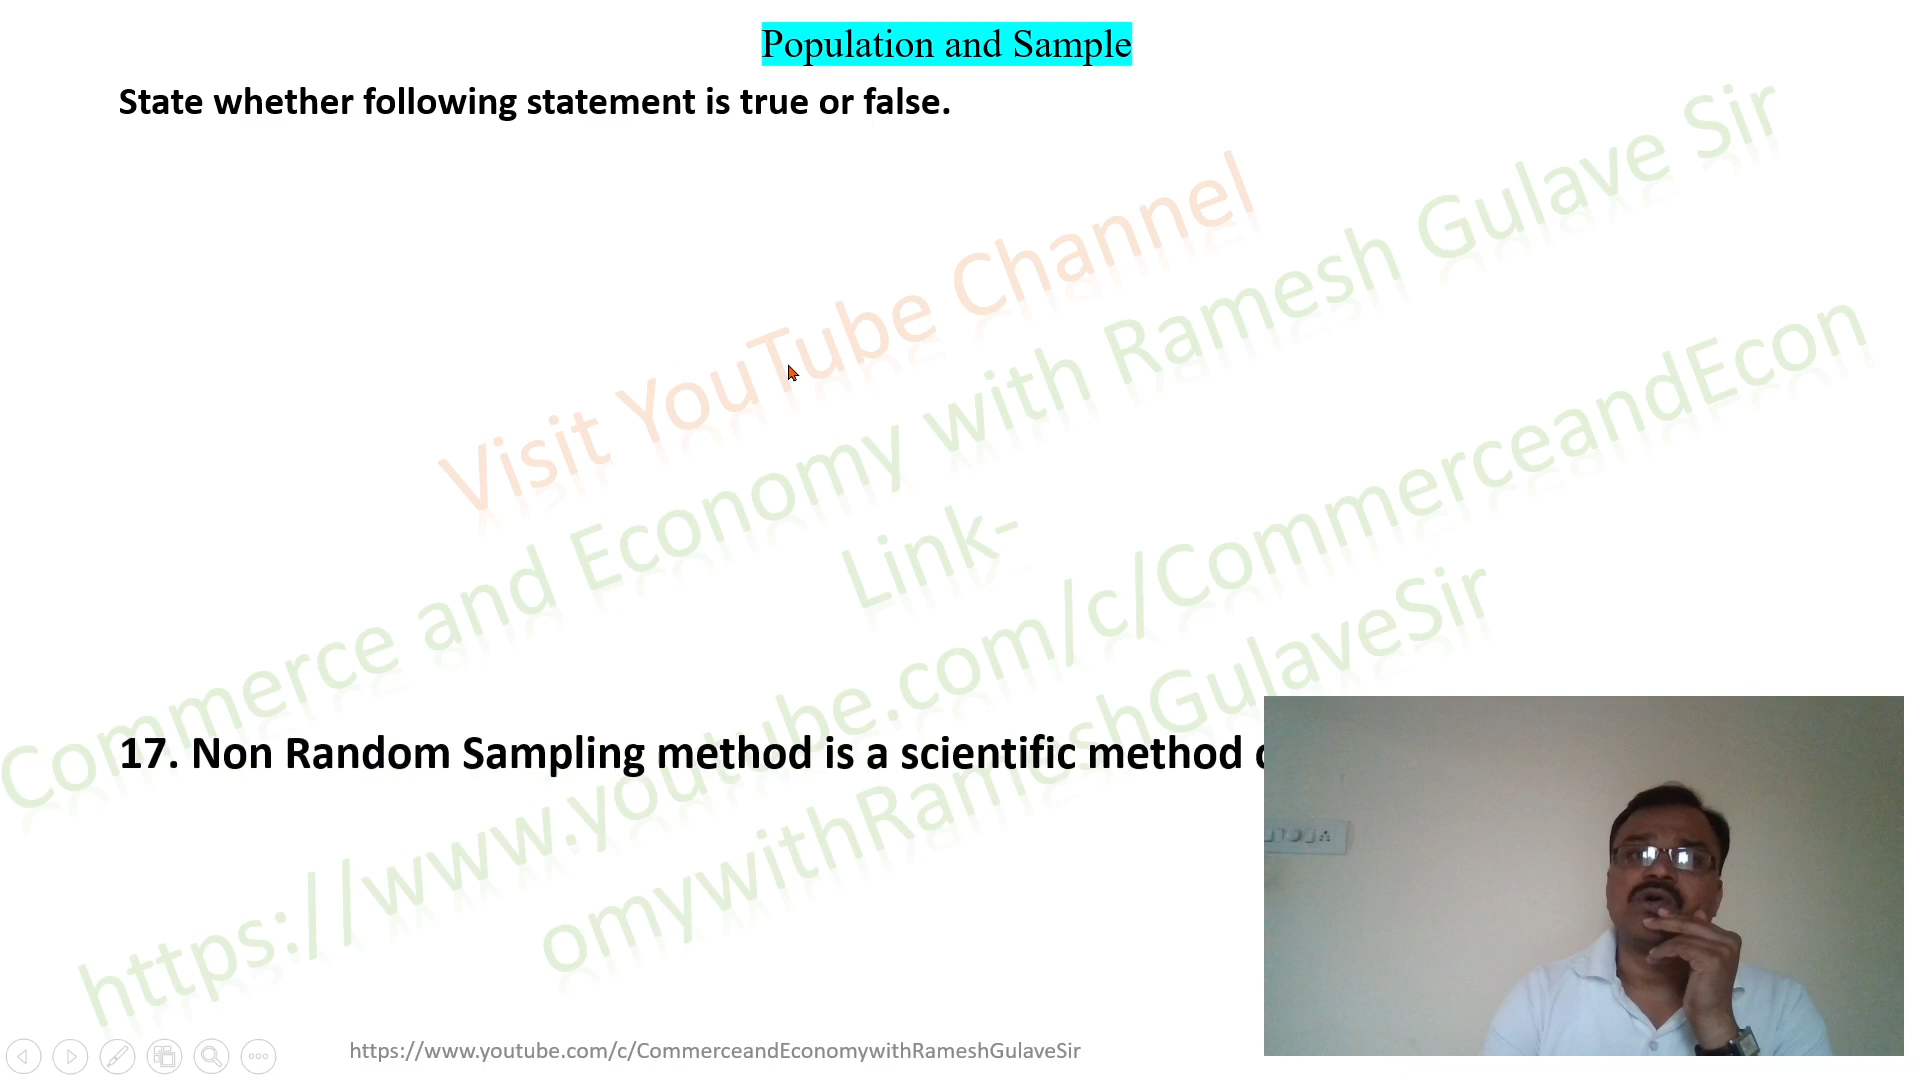 Population and Sample
State whether following statement is true or false.
Visit YouTube Channel
Commerce and Economy with Ramesh Gulave Sir
Link-
https://www.youtube.com/c/CommerceandEcon
omywithRameshGulaveSir
17. Non Random Sampling method is a scientific method
https://www.youtube.com/c/CommerceandEconomywithRameshGulaveSir